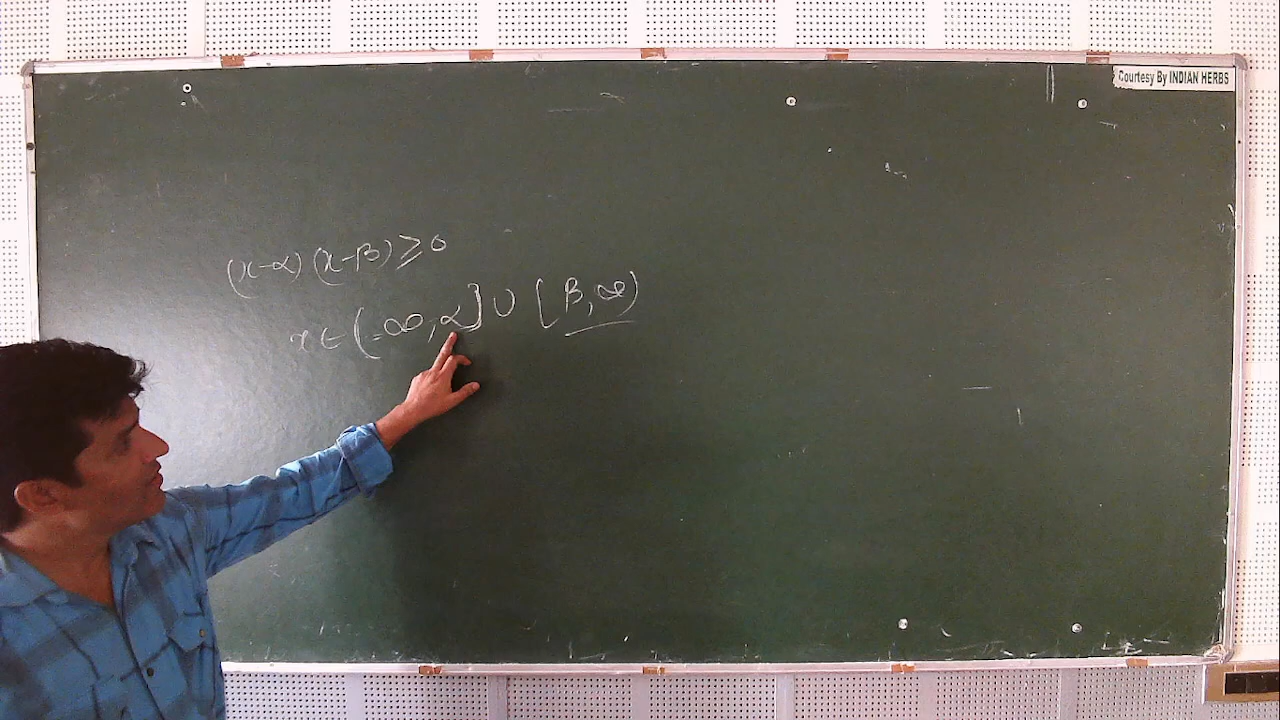 Courtesy By INDIAN HERBS
(x-α) (x-β) ≥ 0
x ∈ (-∞, α] ∪ [β, ∞)